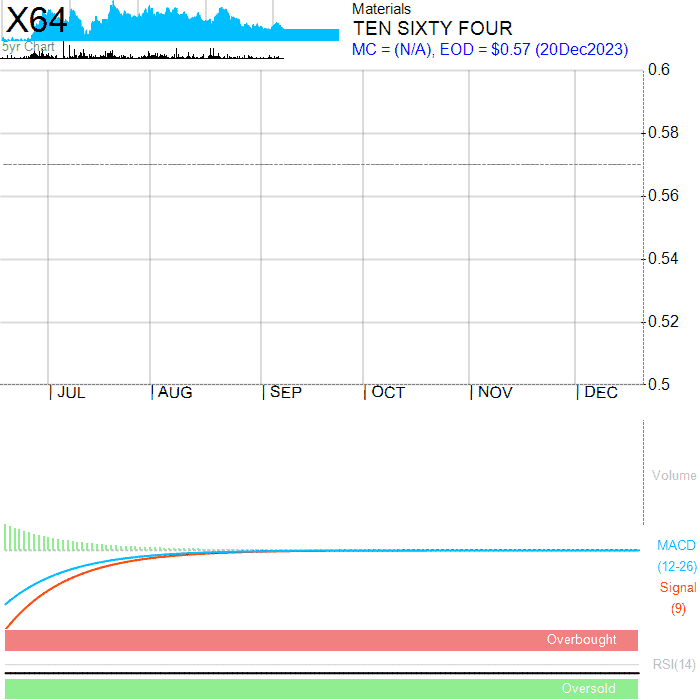 X64
5yr Chart
Materials
TEN SIXTY FOUR
MC = (N/A), EOD = $0.57 (20Dec2023)
0.6
0.58
0.56
0.54
0.52
0.5
JUL AUG SEP OCT NOV DEC
Volume
MACD
(12-26)
Signal
(9)
Overbought
RSI(14)
Oversold